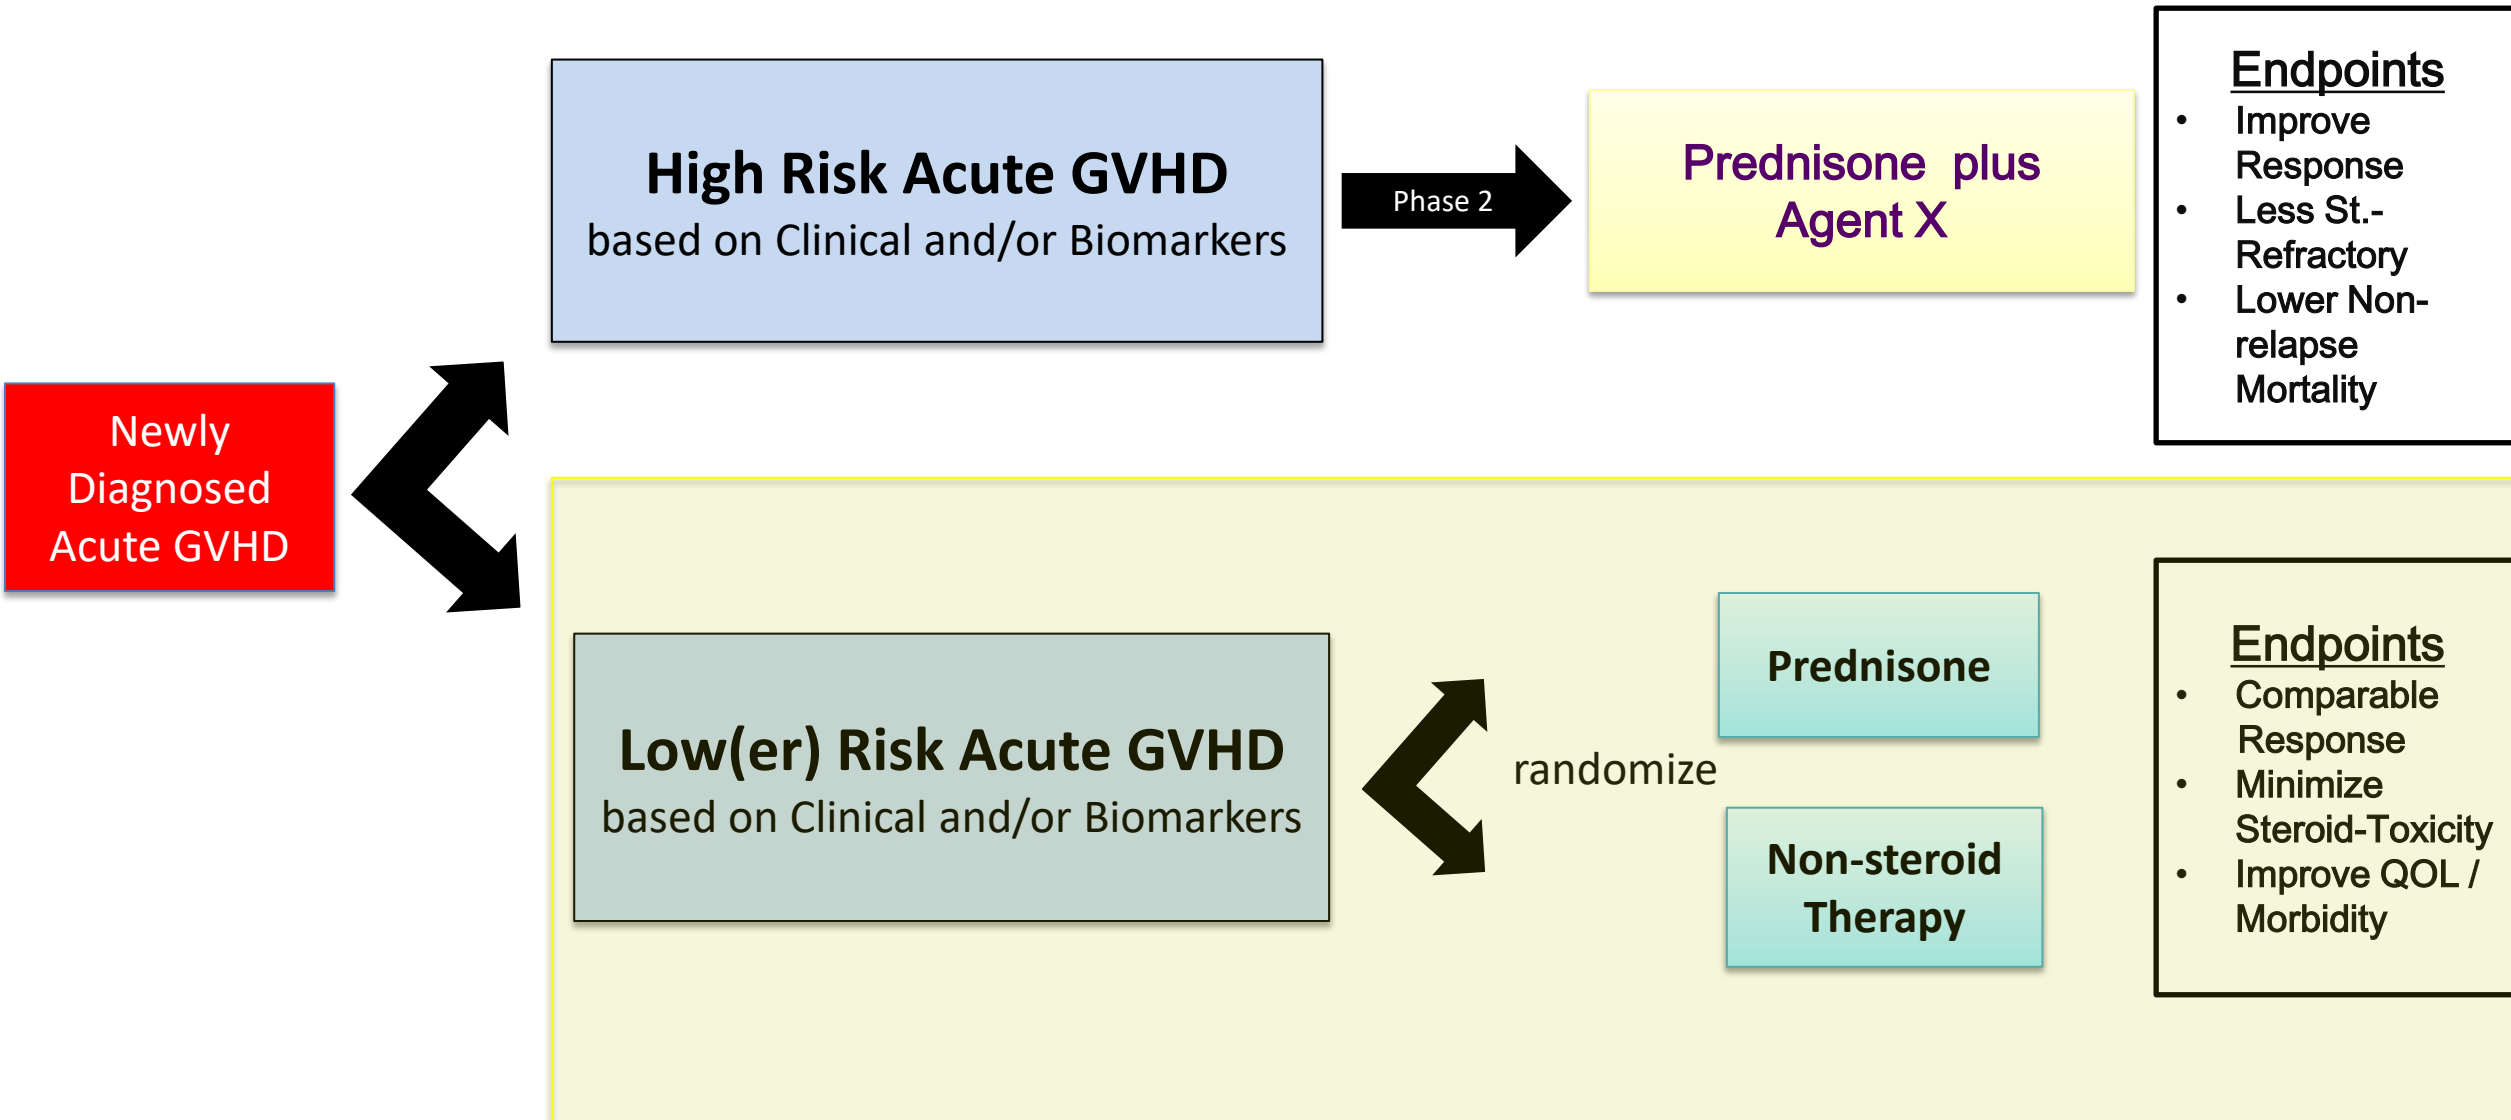 Newly
Diagnosed
Acute GVHD
High Risk Acute GVHD
based on Clinical and/or Biomarkers
Phase 2
Prednisone plus
Agent X
Endpoints
• Improve
Response
• Less St.-
Refractory
• Lower Non-
relapse
Mortality
Low(er) Risk Acute GVHD
based on Clinical and/or Biomarkers
randomize
Prednisone
Non-steroid
Therapy
Endpoints
• Comparable
Response
• Minimize
Steroid-Toxicity
• Improve QOL /
Morbidity